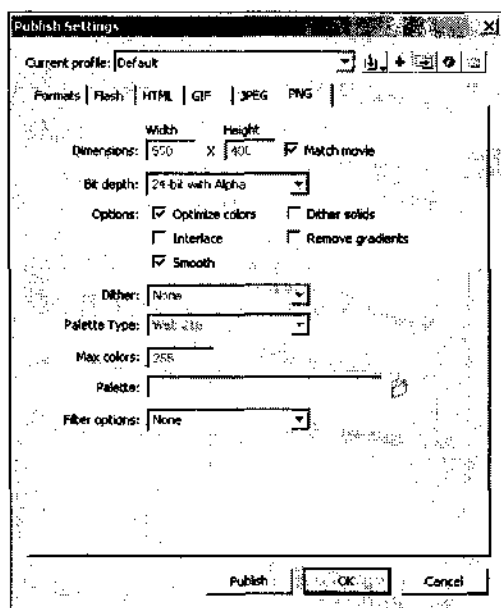 Publish Settings
Current profile: Default
Formats Flash HTML GIF JPEG PNG
Width Height
Dimensions: 550 X 400 Match movie
Bit depth: 24-bit with Alpha
Options: Optimize colors Dither solids
Interlace Remove gradients
Smooth
Dither: None
Palette Type: Web 216
Max colors: 255
Palette:
Filter options: None
Publish OK Cancel